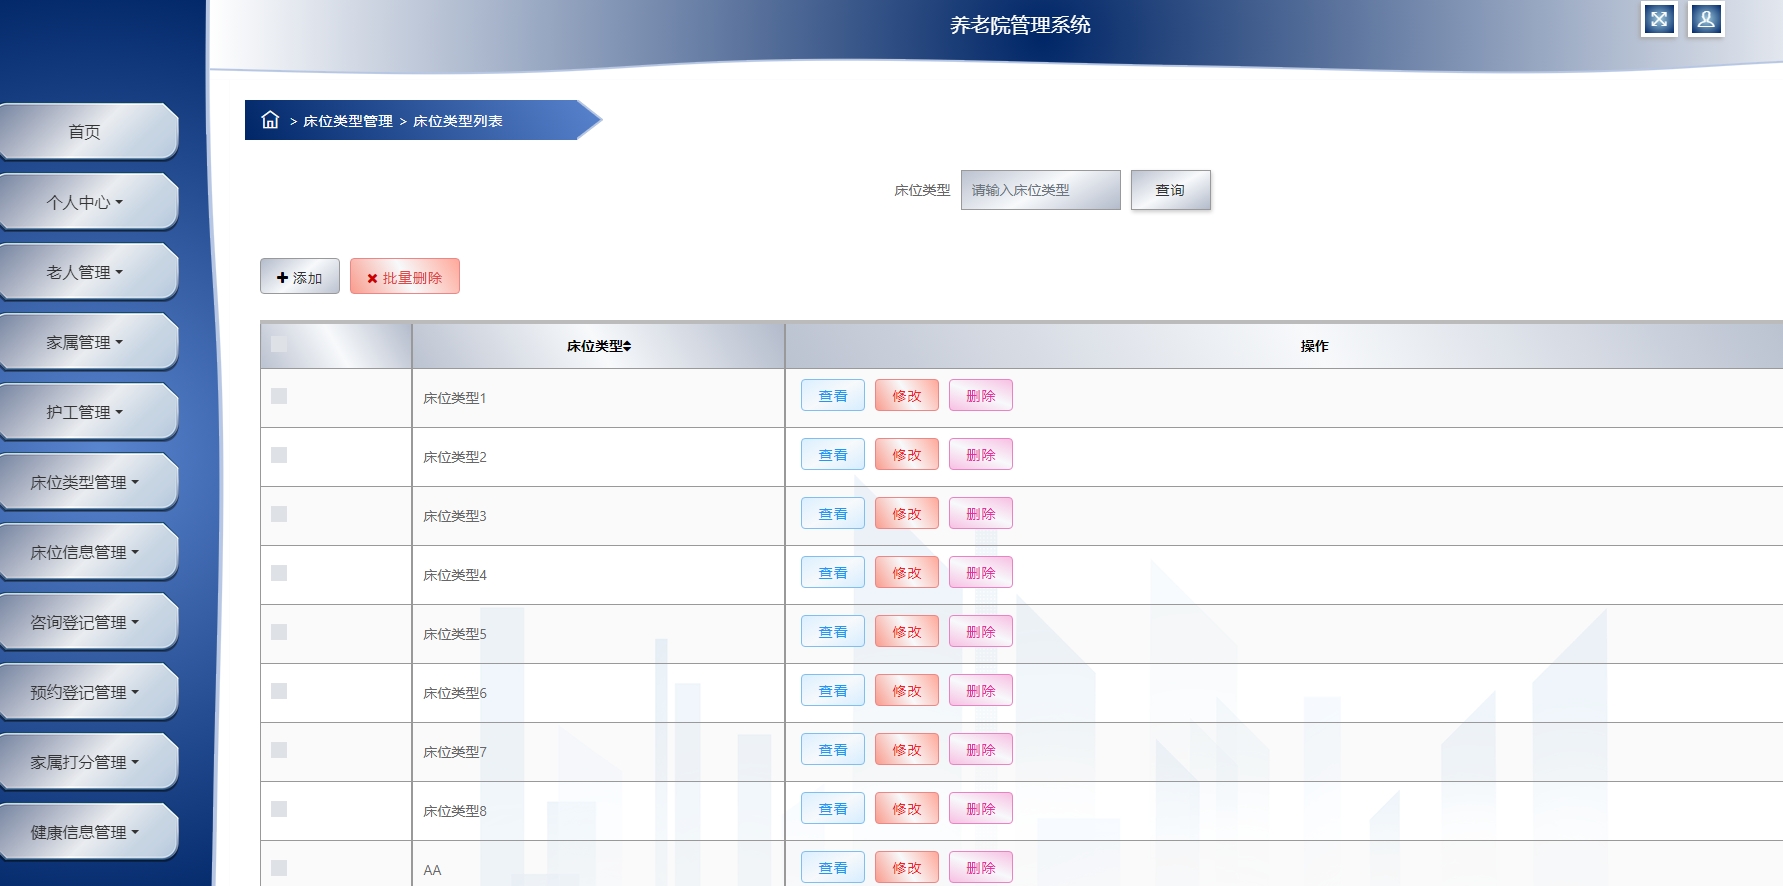 养老院管理系统
首页
个人中心
老人管理
家属管理
护工管理
床位类型管理
床位信息管理
咨询登记管理
预约登记管理
家属打分管理
健康信息管理
> 床位类型管理 > 床位类型列表
床位类型 请输入床位类型 查询
添加 批量删除
床位类型 操作
床位类型1 查看 修改 删除
床位类型2 查看 修改 删除
床位类型3 查看 修改 删除
床位类型4 查看 修改 删除
床位类型5 查看 修改 删除
床位类型6 查看 修改 删除
床位类型7 查看 修改 删除
床位类型8 查看 修改 删除
AA 查看 修改 删除